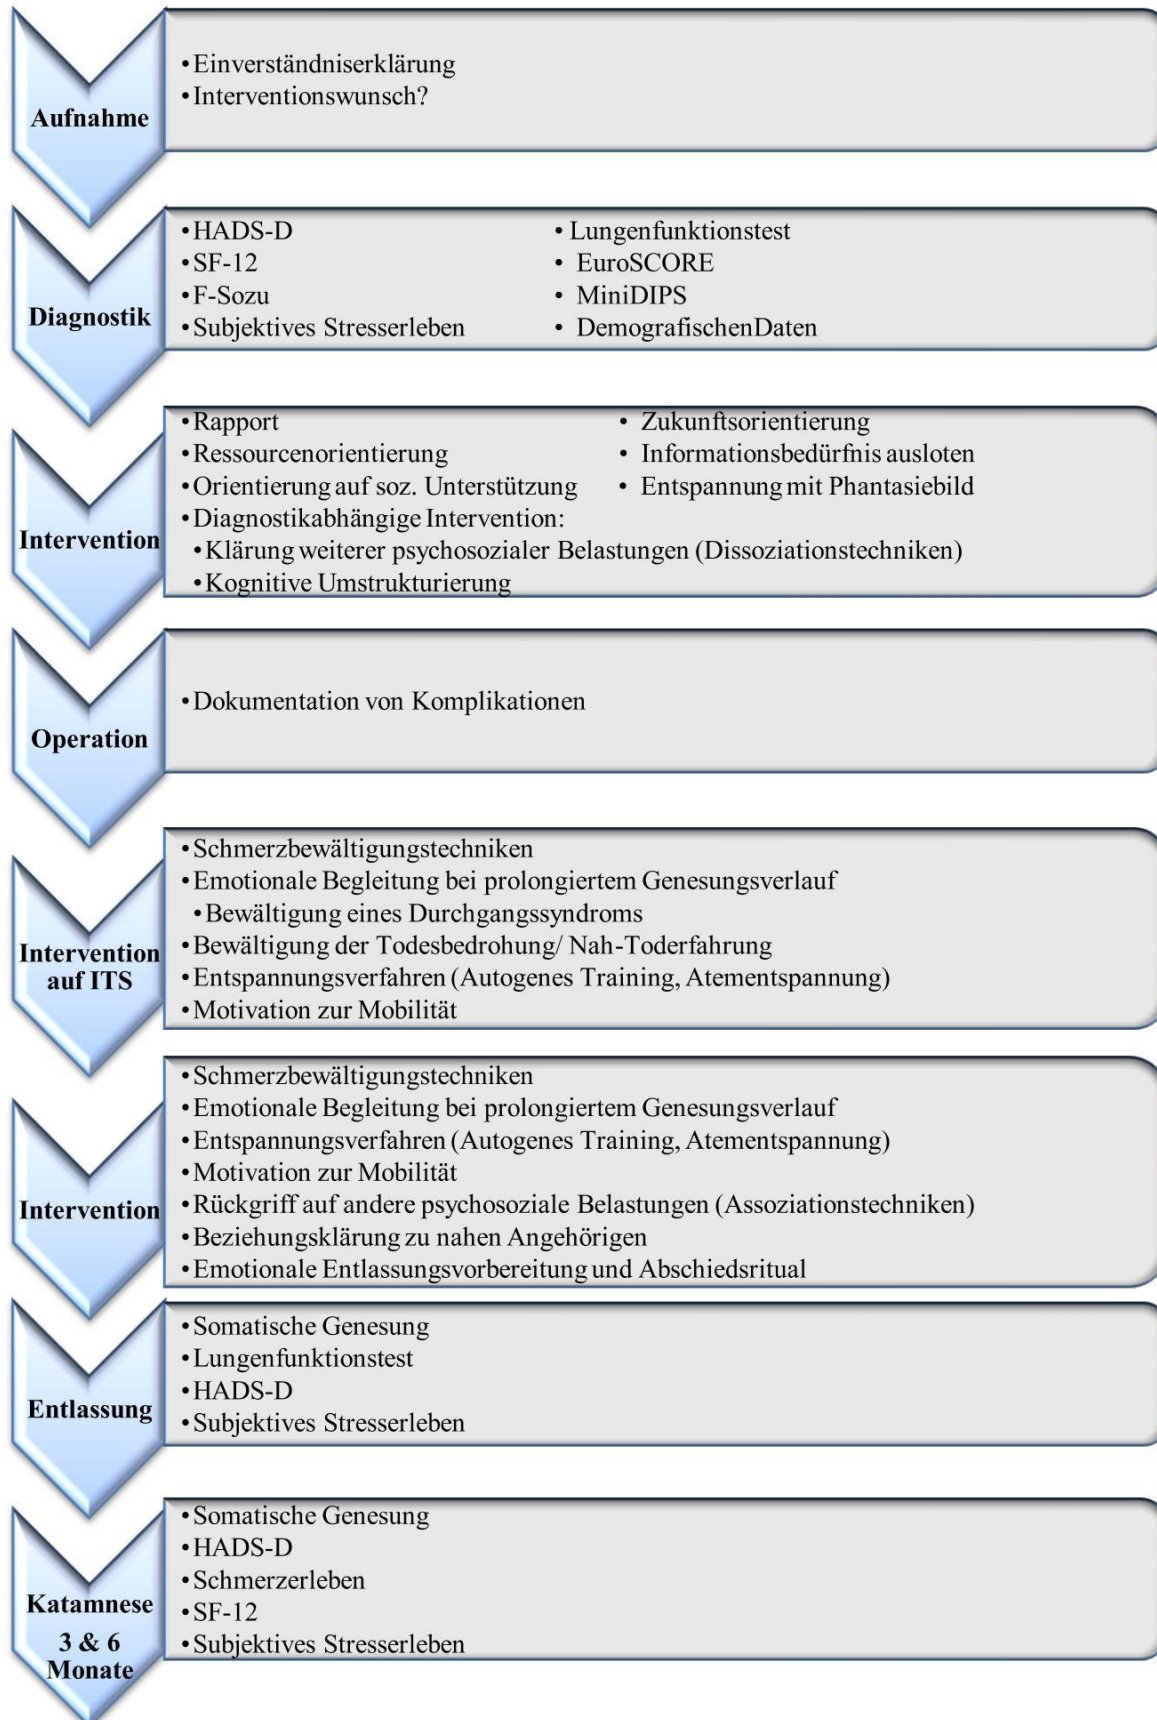 Aufnahme
•Einverständniserklärung
•Interventionswunsch?
Diagnostik
•HADS-D
•SF-12
•F-Sozu
•Subjektives Stresserleben
• Lungenfunktionstest
• EuroSCORE
• MiniDIPS
• DemografischenDaten
Intervention
•Rapport
•Ressourcenorientierung
•Orientierung auf soz. Unterstützung
• Zukunftsorientierung
• Informationsbedürfnis ausloten
• Entspannung mit Phantasiebild
•Diagnostikabhängige Intervention:
•Klärung weiterer psychosozialer Belastungen (Dissoziationstechniken)
•Kognitive Umstrukturierung
Operation
•Dokumentation von Komplikationen
Intervention
auf ITS
•Schmerzbewältigungstechniken
•Emotionale Begleitung bei prolongiertem Genesungsverlauf
•Bewältigung eines Durchgangssyndroms
•Bewältigung der Todesbedrohung/ Nah-Toderfahrung
•Entspannungsverfahren (Autogenes Training, Atementspannung)
•Motivation zur Mobilität
Intervention
•Schmerzbewältigungstechniken
•Emotionale Begleitung bei prolongiertem Genesungsverlauf
•Entspannungsverfahren (Autogenes Training, Atementspannung)
•Motivation zur Mobilität
•Rückgriff auf andere psychosoziale Belastungen (Assoziationstechniken)
•Beziehungsklärung zu nahen Angehörigen
•Emotionale Entlassungsvorbereitung und Abschiedsritual
Entlassung
•Somatische Genesung
•Lungenfunktionstest
•HADS-D
•Subjektives Stresserleben
Katamnese
3 & 6
Monate
•Somatische Genesung
•HADS-D
•Schmerzerleben
•SF-12
•Subjektives Stresserleben